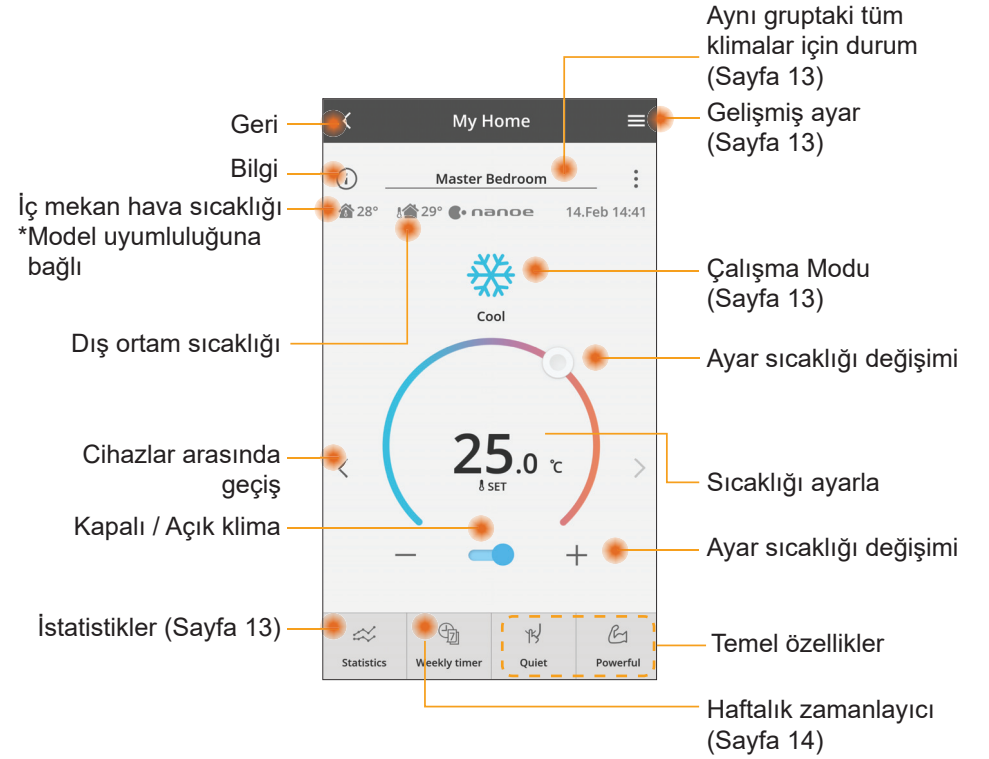 Aynı gruptaki tüm
klimalar için durum
(Sayfa 13)
Geri
My Home
Gelişmiş ayar
(Sayfa 13)
Bilgi
Master Bedroom
İç mekan hava sıcaklığı
*Model uyumluluğuna
bağlı
28°
29°
nanoe
14.Feb 14:41
Cool
Çalışma Modu
(Sayfa 13)
Dış ortam sıcaklığı
Ayar sıcaklığı değişimi
Cihazlar arasında
geçiş
25.0 °C
SET
Sıcaklığı ayarla
Kapalı / Açık klima
Ayar sıcaklığı değişimi
İstatistikler (Sayfa 13)
7
Statistics
Weekly timer
Quiet
Powerful
Temel özellikler
Haftalık zamanlayıcı
(Sayfa 14)